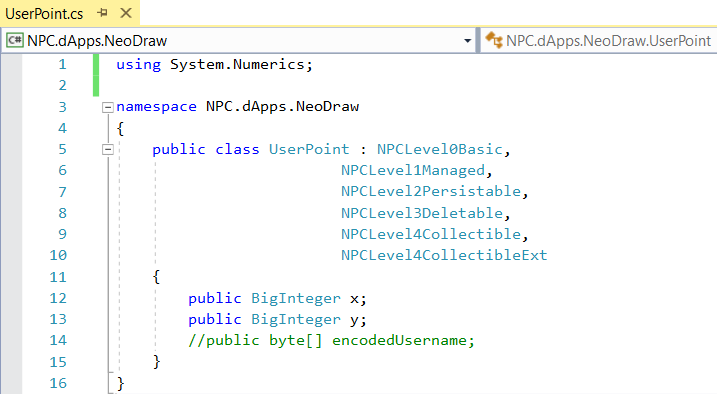 UserPoint.cs
C# NPC.dApps.NeoDraw NPC.dApps.NeoDraw.UserPoint
1 using System.Numerics;
2
3 namespace NPC.dApps.NeoDraw
4 {
5 public class UserPoint : NPCLevel0Basic,
6 NPCLevel1Managed,
7 NPCLevel2Persistable,
8 NPCLevel3Deletable,
9 NPCLevel4Collectible,
10 NPCLevel4CollectibleExt
11 {
12 public BigInteger x;
13 public BigInteger y;
14 //public byte[] encodedUsername;
15 }
16 }